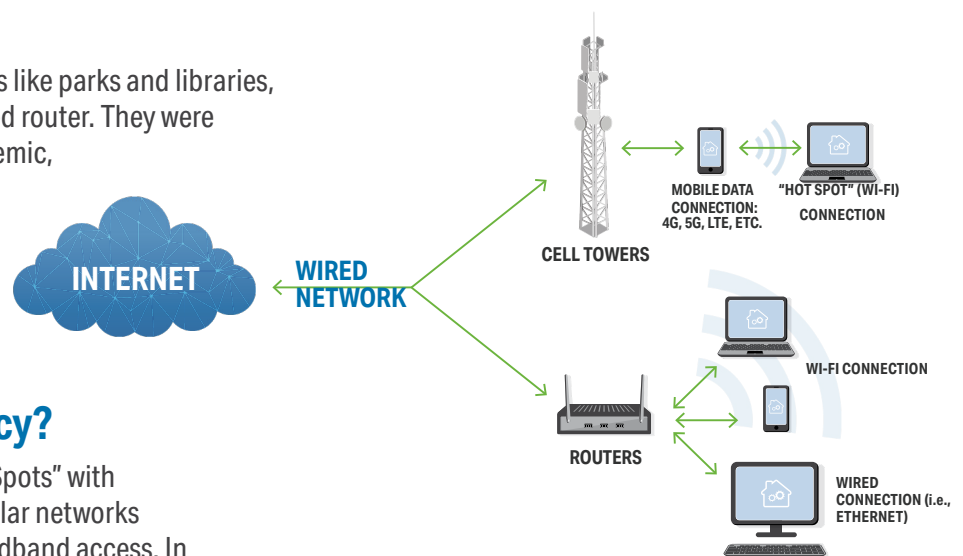 s like parks and libraries,
d router. They were
emic,
INTERNET
WIRED
NETWORK
CELL TOWERS
MOBILE DATA
CONNECTION:
4G, 5G, LTE, ETC.
“HOT SPOT” (WI-FI)
CONNECTION
ROUTERS
WI-FI CONNECTION
WIRED
CONNECTION (i.e.,
ETHERNET)
cy?
Spots” with
lar networks
dband access. In